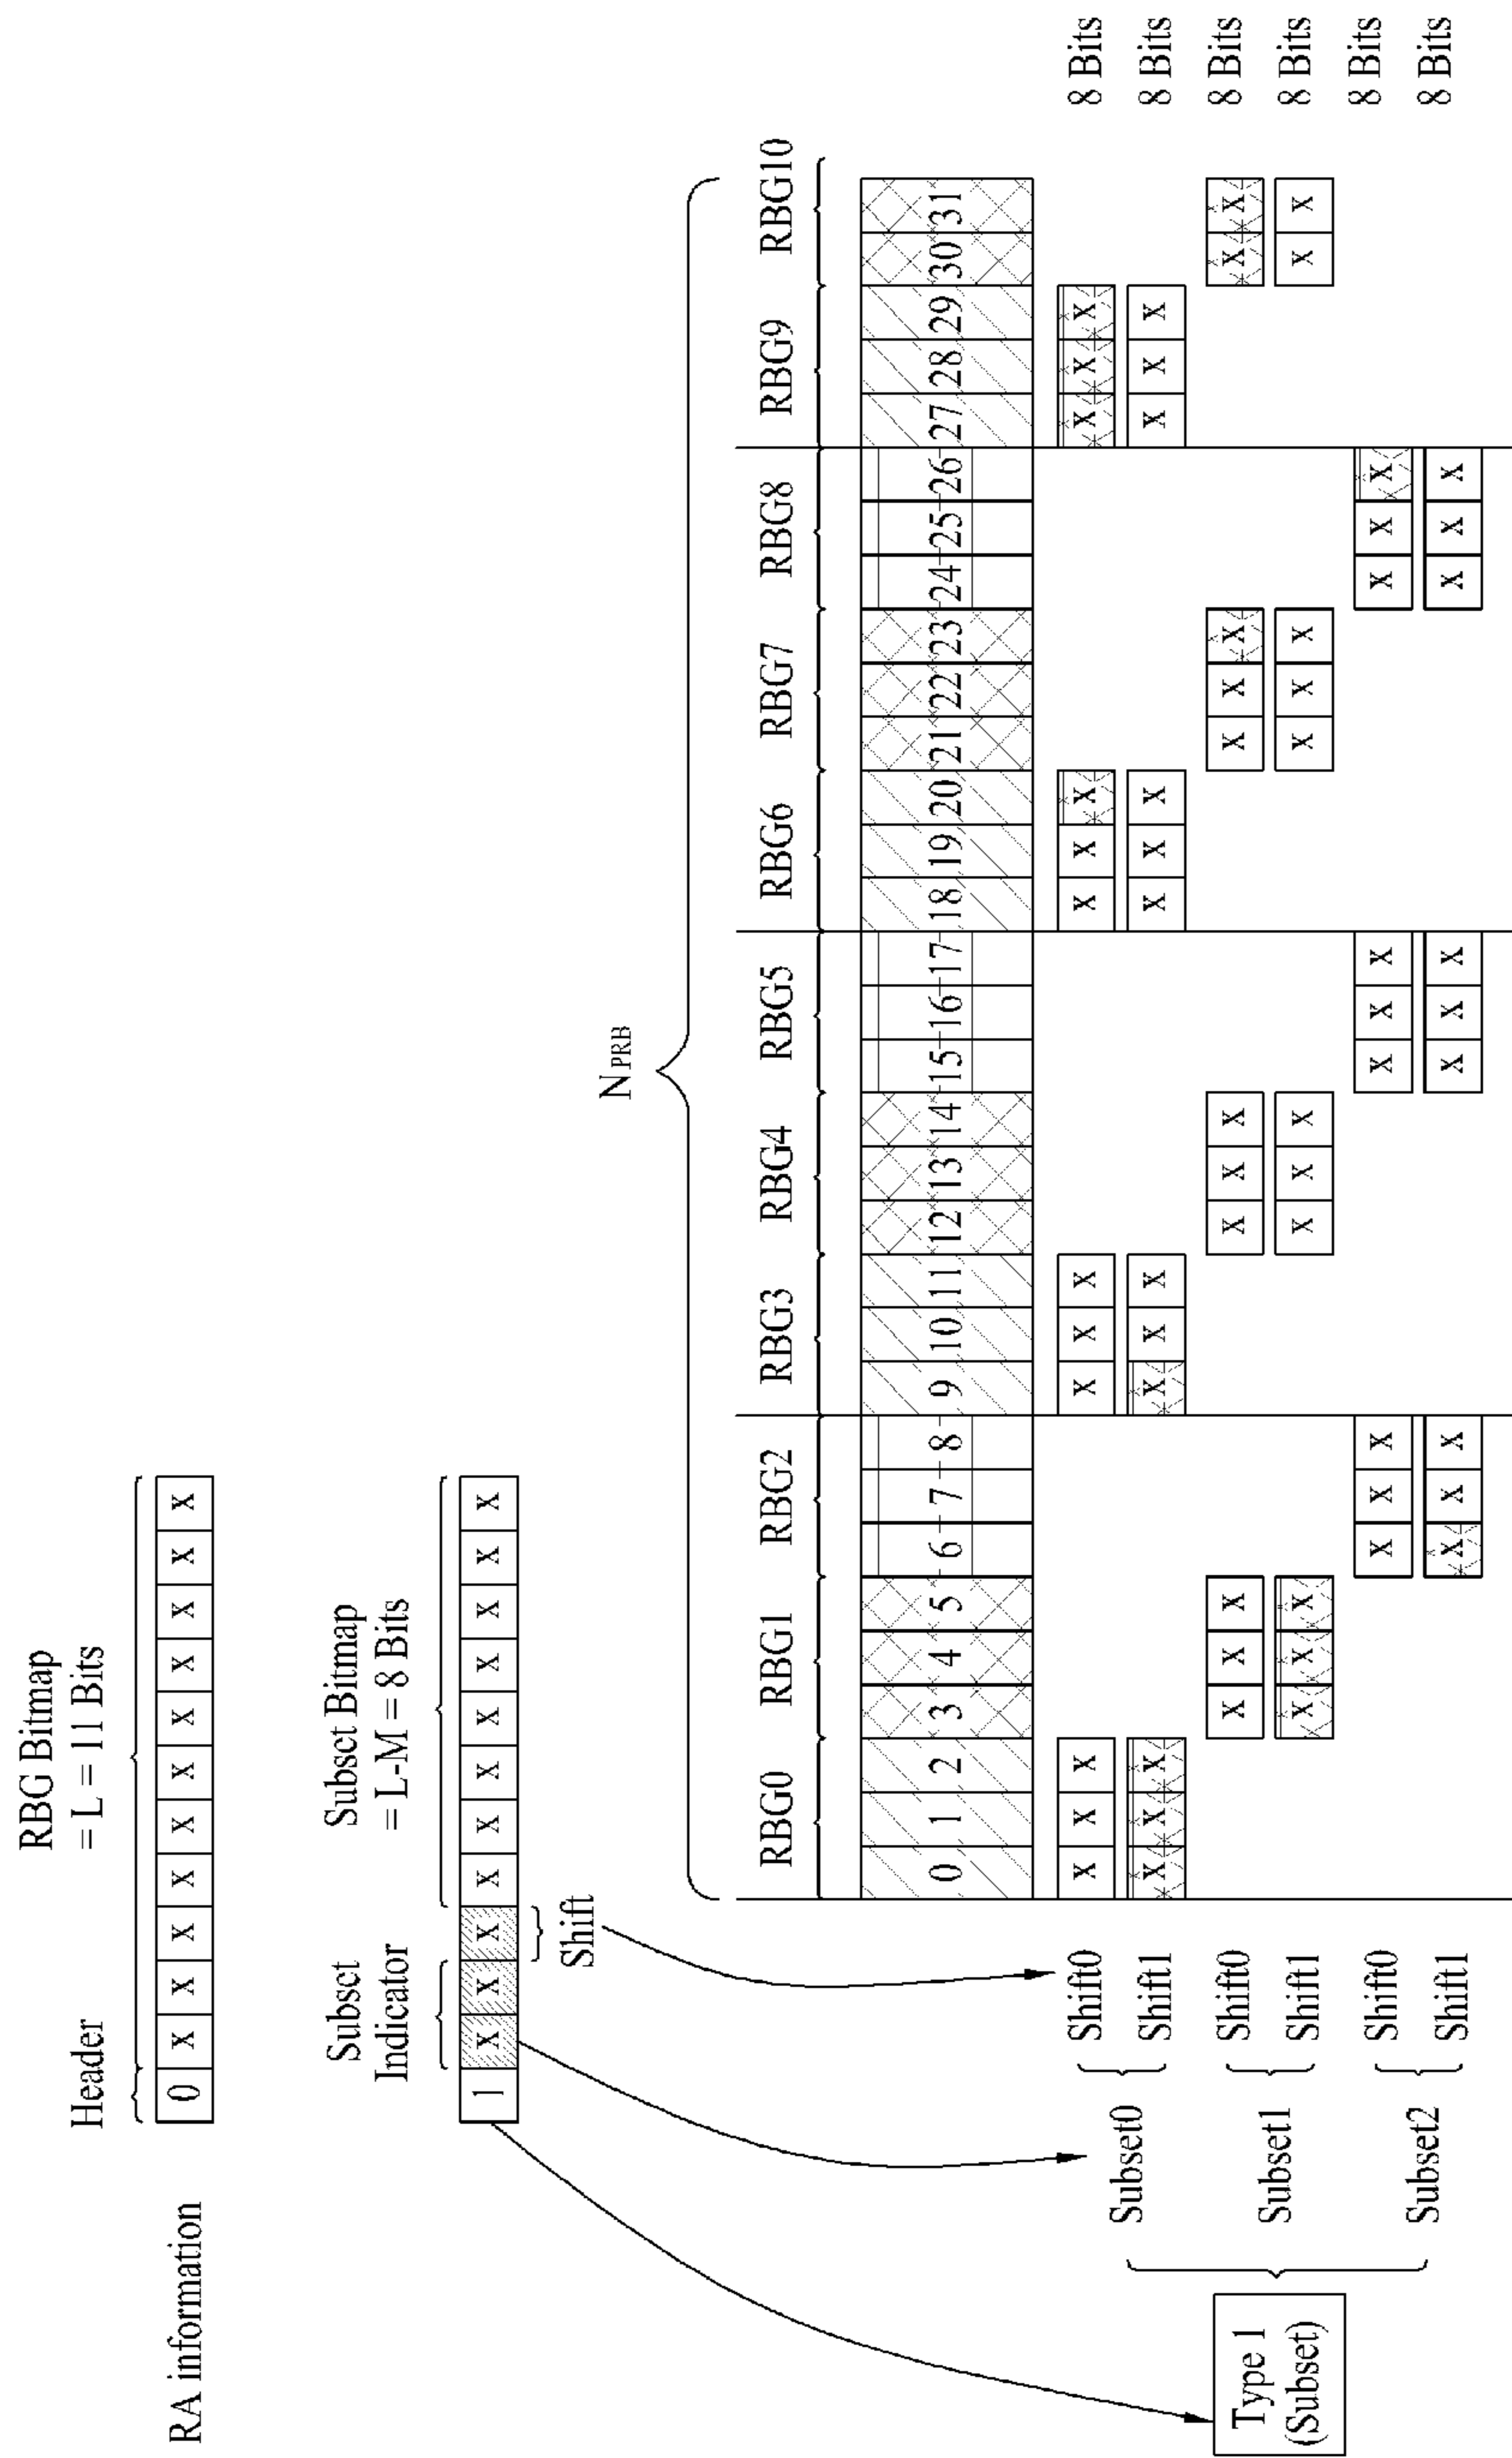 RBG Bitmap
= L = 11 Bits
Header
RA information
0 X X X X X X X X X X X
Subset
Indicator
Subset Bitmap
= L-M = 8 Bits
1 X X X X X X X X X X X
Shift
NPRB
RBG0 RBG1 RBG2 RBG3 RBG4 RBG5 RBG6 RBG7 RBG8 RBG9 RBG10
0 1 2 3 4 5 6 7 8 9 10 11 12 13 14 15 16 17 18 19 20 21 22 23 24 25 26 27 28 29 30 31
Type 1
(Subset)
Subset0
Shift0 X X X X X X X X X X X X 8 Bits
Shift1 X X X X X X X X X X X X 8 Bits
Subset1
Shift0 X X X X X X X X X X X 8 Bits
Shift1 X X X X X X X X X X X 8 Bits
Subset2
Shift0 X X X X X X X X X 8 Bits
Shift1 X X X X X X X X X 8 Bits